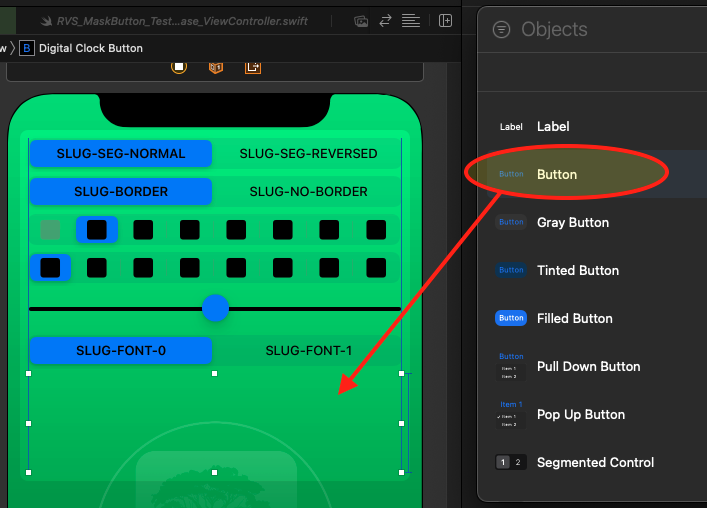 RVS_MaskButton_Test...ase_ViewController.swift
w › B Digital Clock Button
SLUG-SEG-NORMAL SLUG-SEG-REVERSED
SLUG-BORDER SLUG-NO-BORDER
SLUG-FONT-0 SLUG-FONT-1
Objects
Label Label
Button Button
Button Gray Button
Button Tinted Button
Button Filled Button
Button
Item 1
Item 2
Pull Down Button
Item 1
✓ Item 1
Item 2
Pop Up Button
1 2 Segmented Control